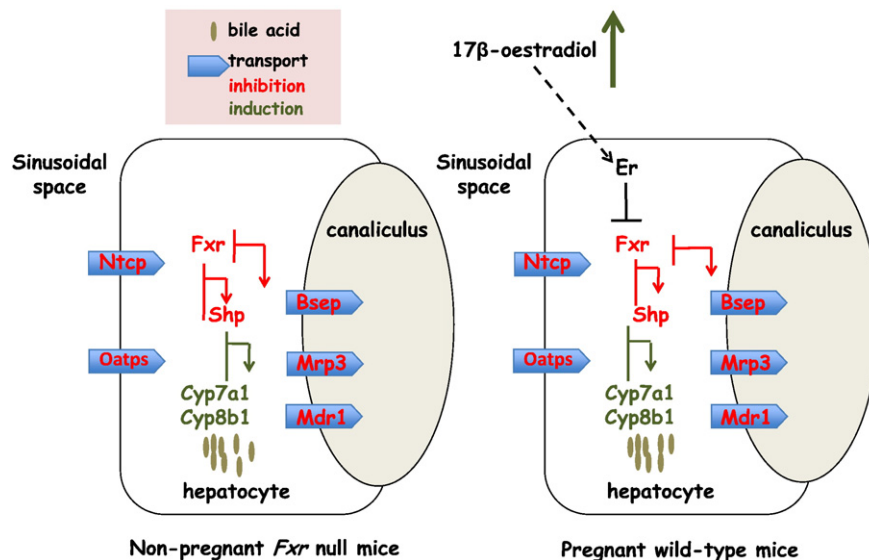 bile acid
transport
inhibition
induction
17β-oestradiol
Sinusoidal
space
canaliculus
Fxr
Ntcp
Shp
Bsep
Oatps
Mrp3
Cyp7a1
Cyp8b1
Mdr1
hepatocyte
Non-pregnant Fxr null mice
Sinusoidal
space
Er
canaliculus
Fxr
Ntcp
Shp
Bsep
Oatps
Mrp3
Cyp7a1
Cyp8b1
Mdr1
hepatocyte
Pregnant wild-type mice